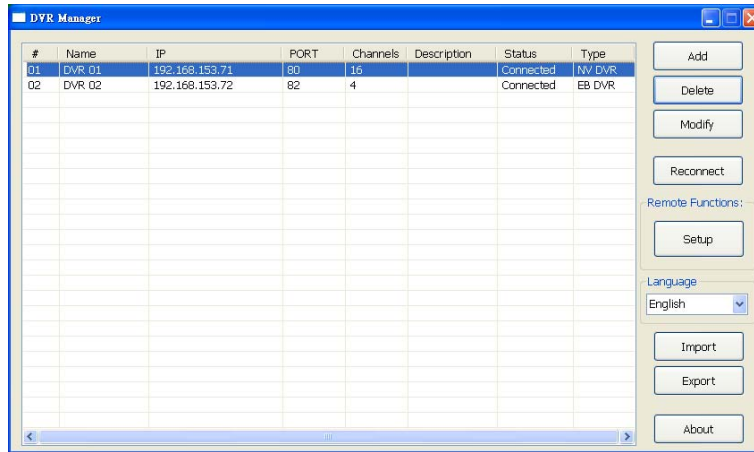 DVR Manager
# Name IP PORT Channels Description Status Type
01 DVR 01 192.168.153.71 80 16 Connected NV DVR
02 DVR 02 192.168.153.72 82 4 Connected EB DVR
Add
Delete
Modify
Reconnect
Remote Functions:
Setup
Language
English
Import
Export
About